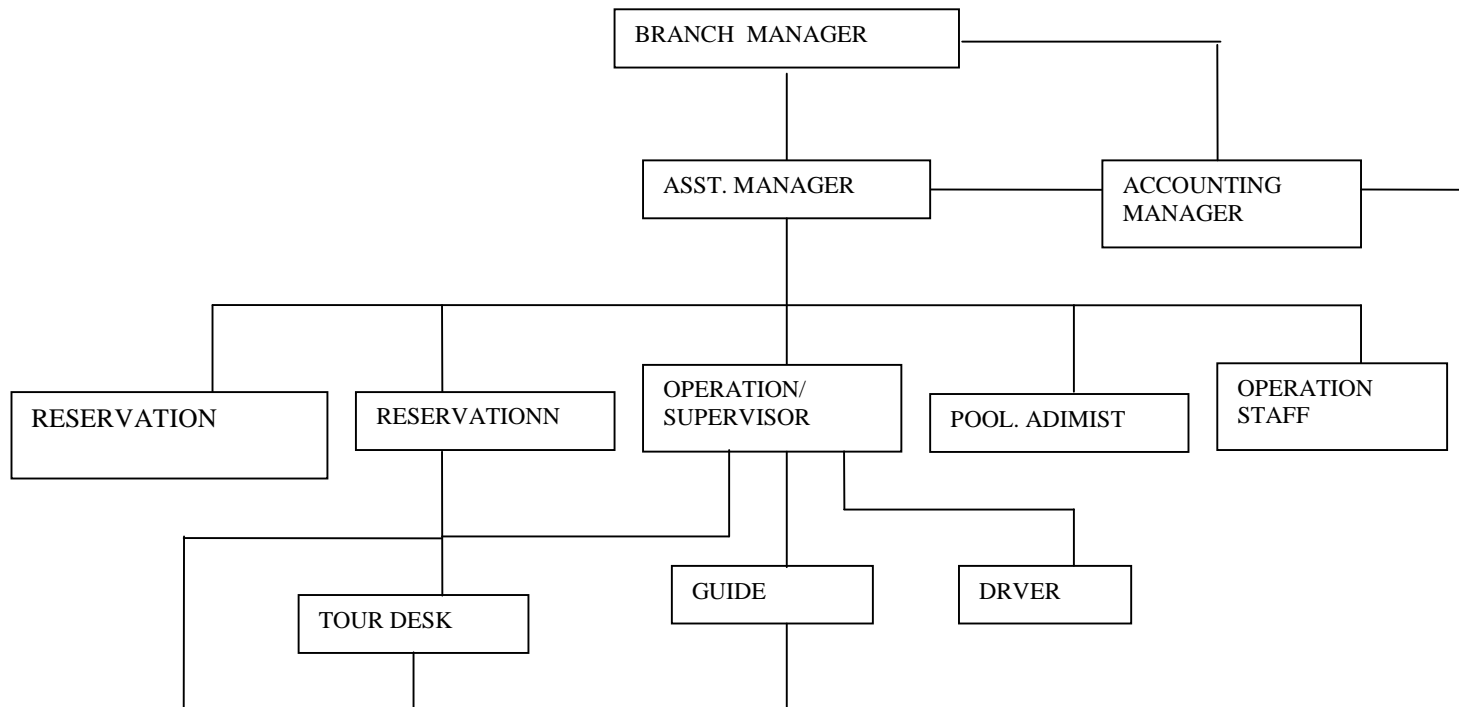 BRANCH MANAGER
ASST. MANAGER
ACCOUNTING
MANAGER
RESERVATION
RESERVATIONN
OPERATION/
SUPERVISOR
POOL. ADIMIST
OPERATION
STAFF
TOUR DESK
GUIDE
DRVER